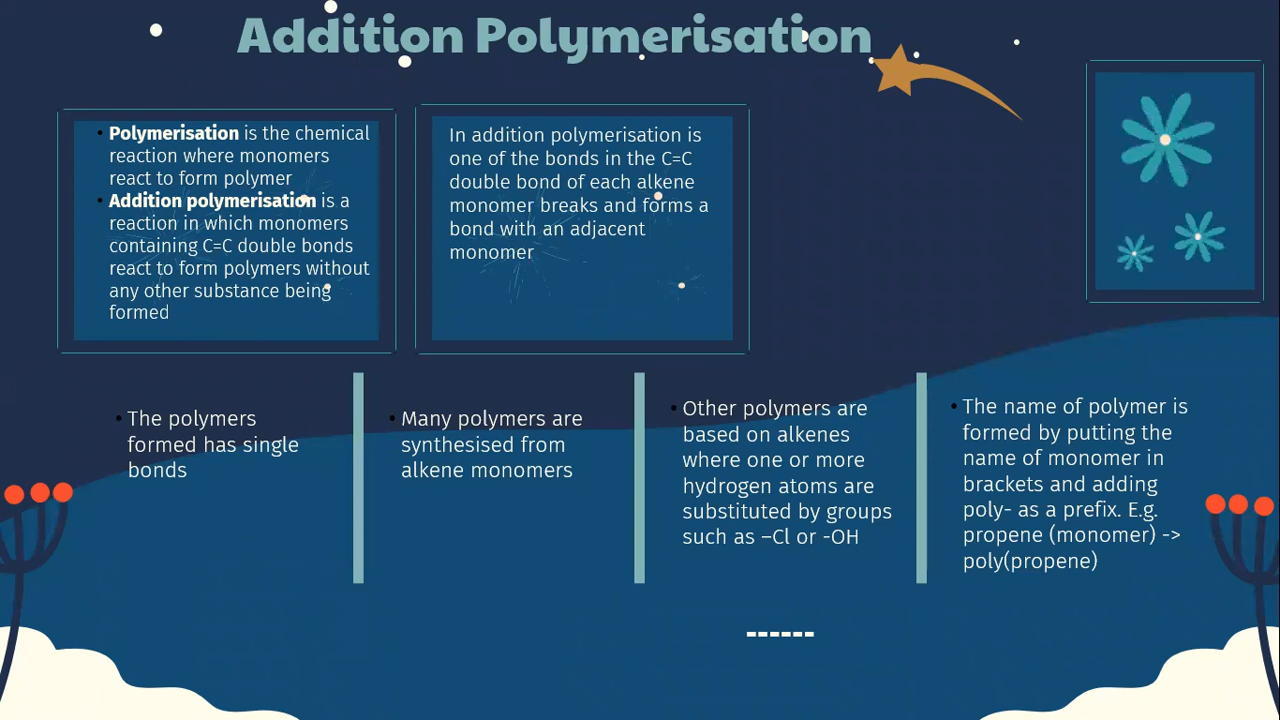 Addition Polymerisation
• Polymerisation is the chemical
reaction where monomers
react to form polymer
• Addition polymerisation is a
reaction in which monomers
containing C=C double bonds
react to form polymers without
any other substance being
formed
In addition polymerisation is
one of the bonds in the C=C
double bond of each alkene
monomer breaks and forms a
bond with an adjacent
monomer
• The polymers
formed has single
bonds
• Many polymers are
synthesised from
alkene monomers
• Other polymers are
based on alkenes
where one or more
hydrogen atoms are
substituted by groups
such as –Cl or -OH
• The name of polymer is
formed by putting the
name of monomer in
brackets and adding
poly- as a prefix. E.g.
propene (monomer) ->
poly(propene)
------